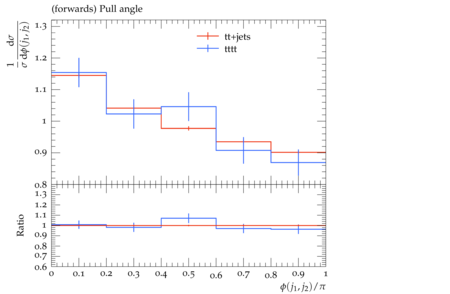 (forwards) Pull angle
1/σ dσ/dϕ(j₁, j₂)
1.3
1.2
1.1
1
0.9
0.8
tt+jets
tttt
Ratio
1.3
1.2
1.1
1
0.9
0.8
0.7
0.6
0 0.1 0.2 0.3 0.4 0.5 0.6 0.7 0.8 0.9 1
ϕ(j₁, j₂)/π